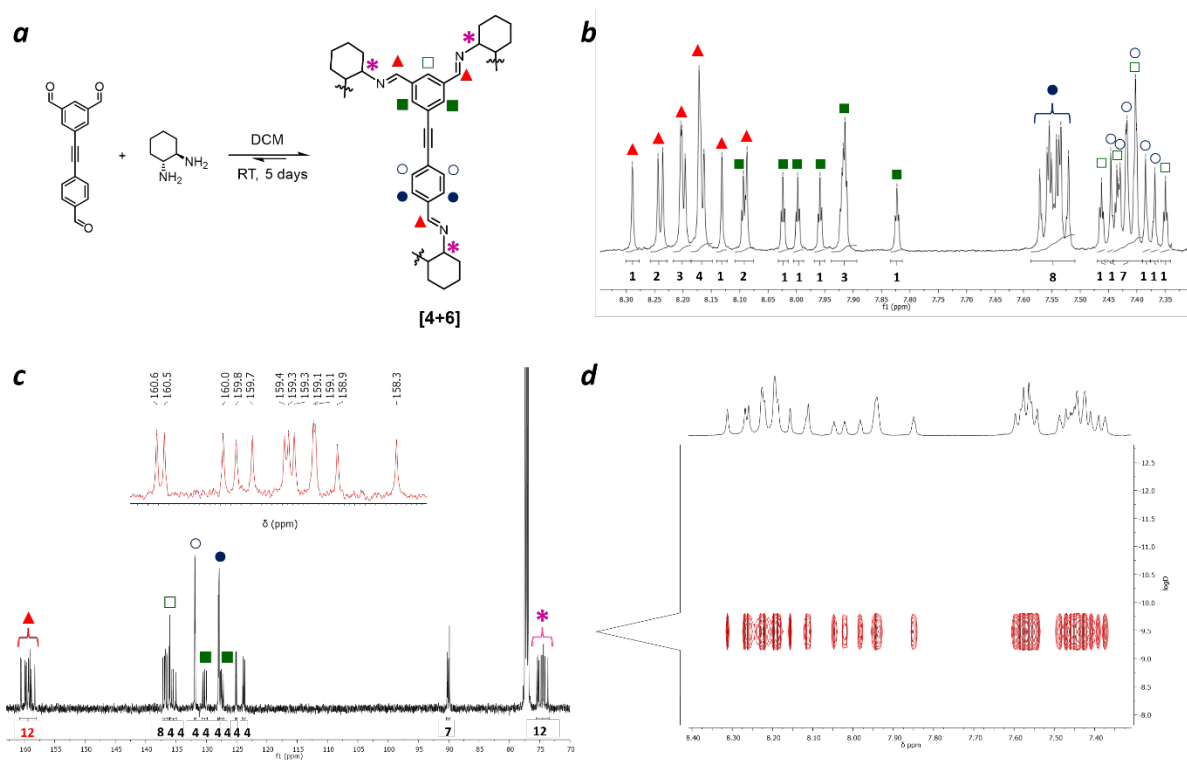 a
N
N
O
O
O
+
NH2
NH2
DCM
RT, 5 days
N
[4+6]
b
1 2 3 4 1 2 1 1 1 3 1 8 1 1 7 1 1 1
8.30 8.25 8.20 8.15 8.10 8.05 8.00 7.95 7.90 7.85 7.80 7.75 7.70 7.65 7.60 7.55 7.50 7.45 7.40 7.35
f1 (ppm)
c
160.6 160.5 160.0 159.8 159.7 159.4 159.3 159.3 159.1 159.1 158.9 158.3
δ (ppm)
12 8 4 4 4 4 4 4 4 4 7 12
155 145 135 125 115 105 100 95 90 85 80 75 70
f1 (ppm)
d
-12.5
-12.0
-11.5
-11.0
-10.5
-10.0
-9.5
-9.0
-8.5
-8.0
logD
8.40 8.30 8.20 8.10 8.00 7.90 7.80 7.70 7.60 7.50 7.40
δ ppm